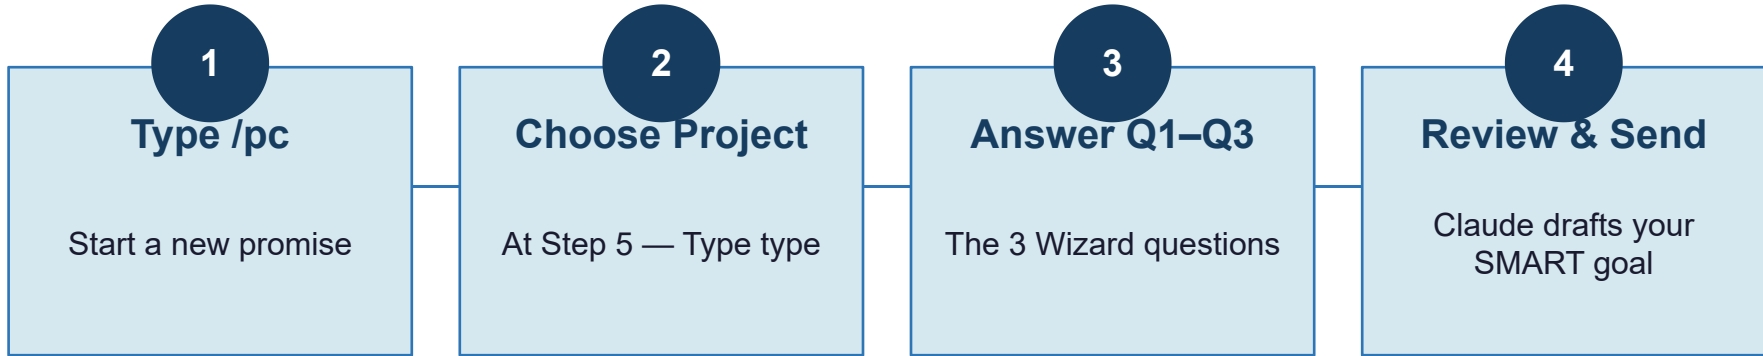 1
Type /pc
Start a new promise
2
Choose Project
At Step 5 — Type type
3
Answer Q1–Q3
The 3 Wizard questions
4
Review & Send
Claude drafts your
SMART goal